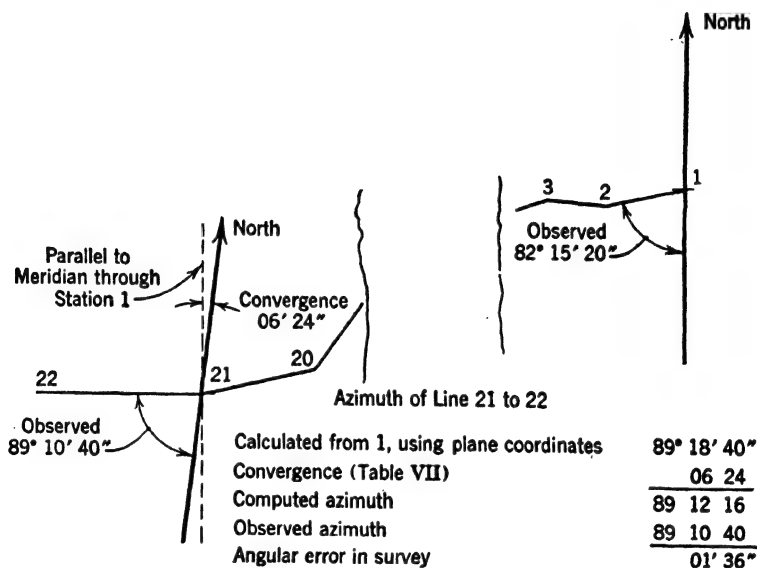 North
1
2
3
Observed
82° 15′ 20″
North
Parallel to
Meridian through
Station 1
Convergence
06′ 24″
20
21
22
Observed
89° 10′ 40″
Azimuth of Line 21 to 22
Calculated from 1, using plane coordinates 89° 18′ 40″
Convergence (Table VII) 06 24
Computed azimuth 89 12 16
Observed azimuth 89 10 40
Angular error in survey 01′ 36″